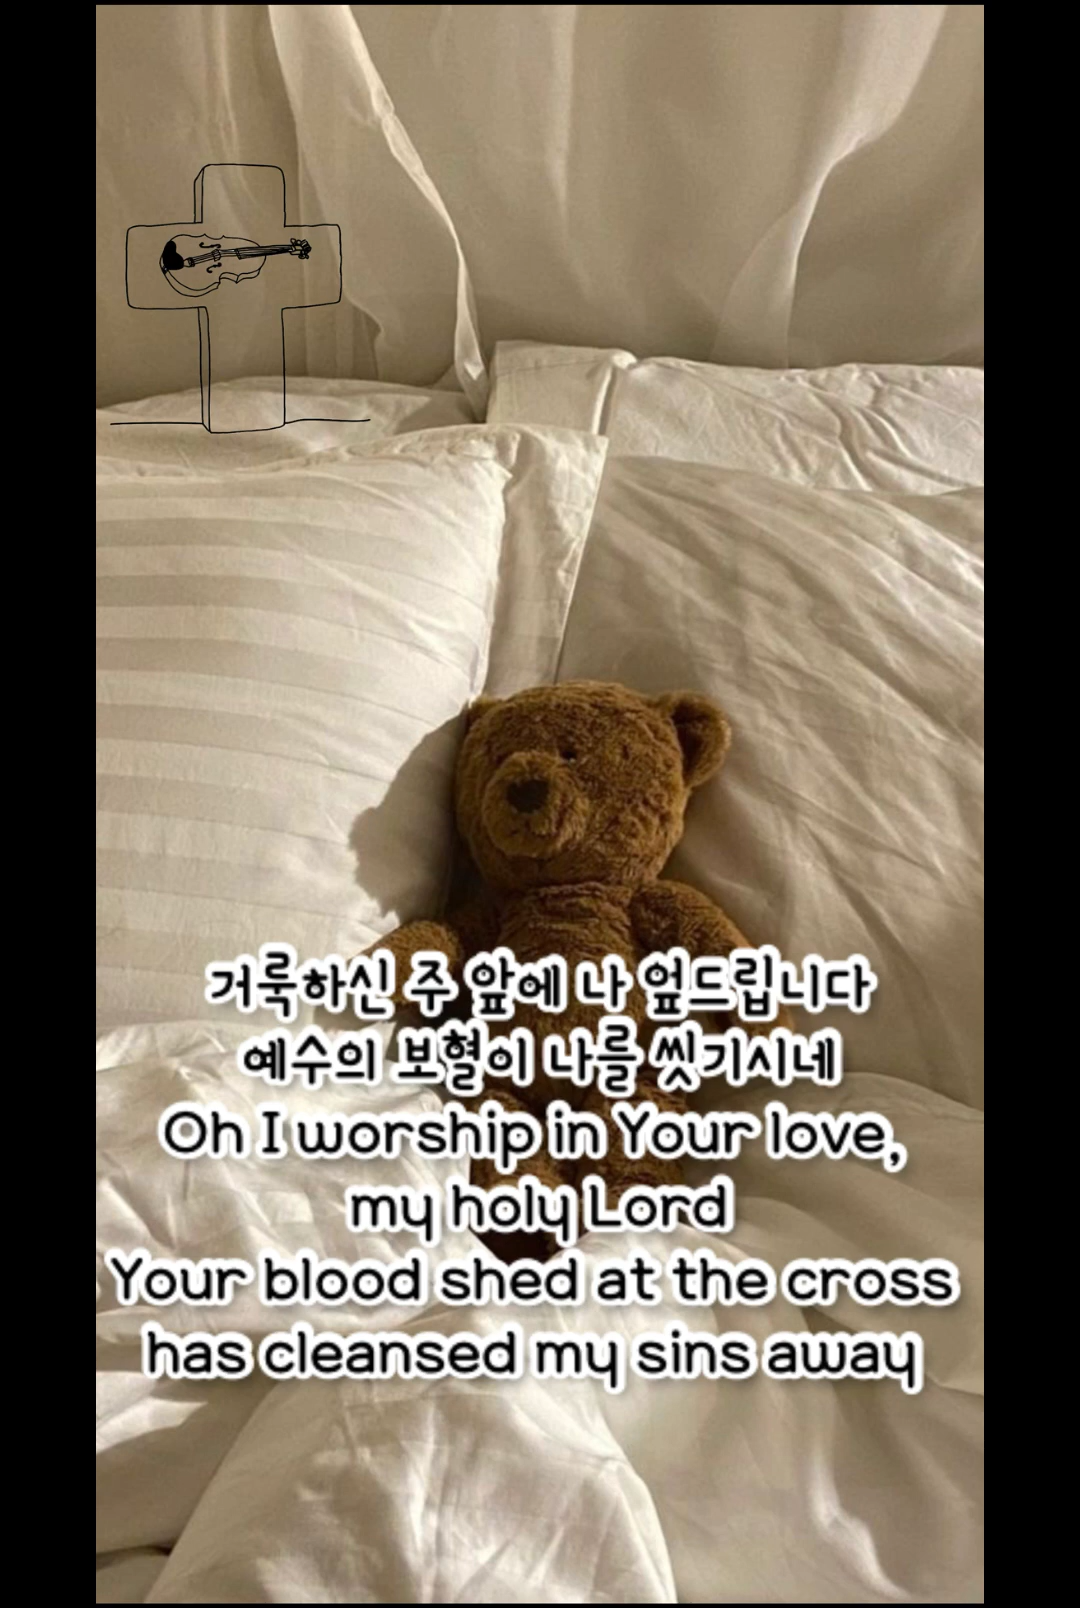 거룩하신 주 앞에 나 엎드립니다
예수의 보혈이 나를 씻기시네
Oh I worship in Your love,
my holy Lord
Your blood shed at the cross
has cleansed my sins away